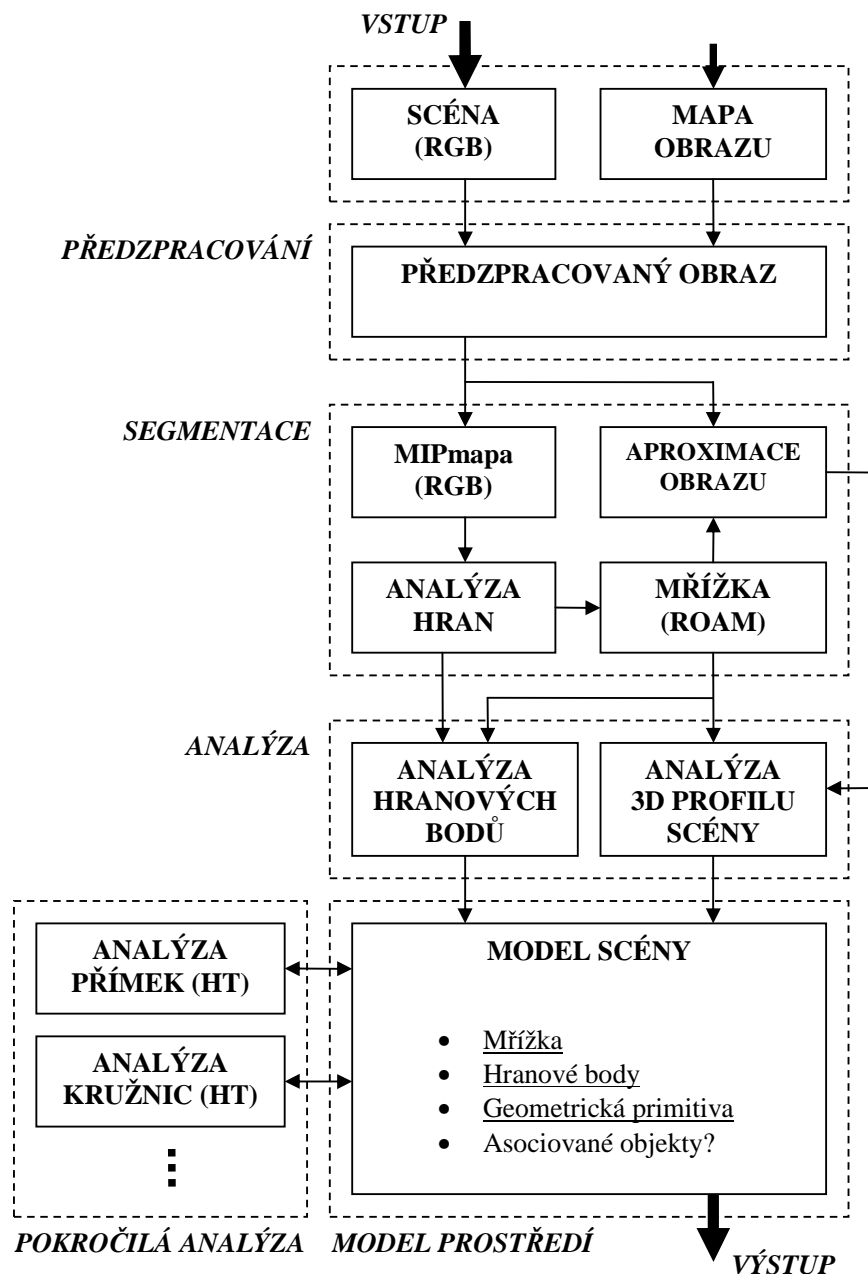 VSTUP
SCÉNA
(RGB)
MAPA
OBRAZU
PŘEDZPRACOVÁNÍ
PŘEDZPRACOVANÝ OBRAZ
SEGMENTACE
MIPmapa
(RGB)
APROXIMACE
OBRAZU
ANALÝZA
HRAN
MŘÍŽKA
(ROAM)
ANALÝZA
ANALÝZA
HRANOVÝCH
BODŮ
ANALÝZA
3D PROFILU
SCÉNY
ANALÝZA
PŘÍMEK (HT)
ANALÝZA
KRUŽNIC (HT)
MODEL SCÉNY
• Mřížka
• Hranové body
• Geometrická primitiva
• Asociované objekty?
POKROČILÁ ANALÝZA
MODEL PROSTŘEDÍ
VÝSTUP